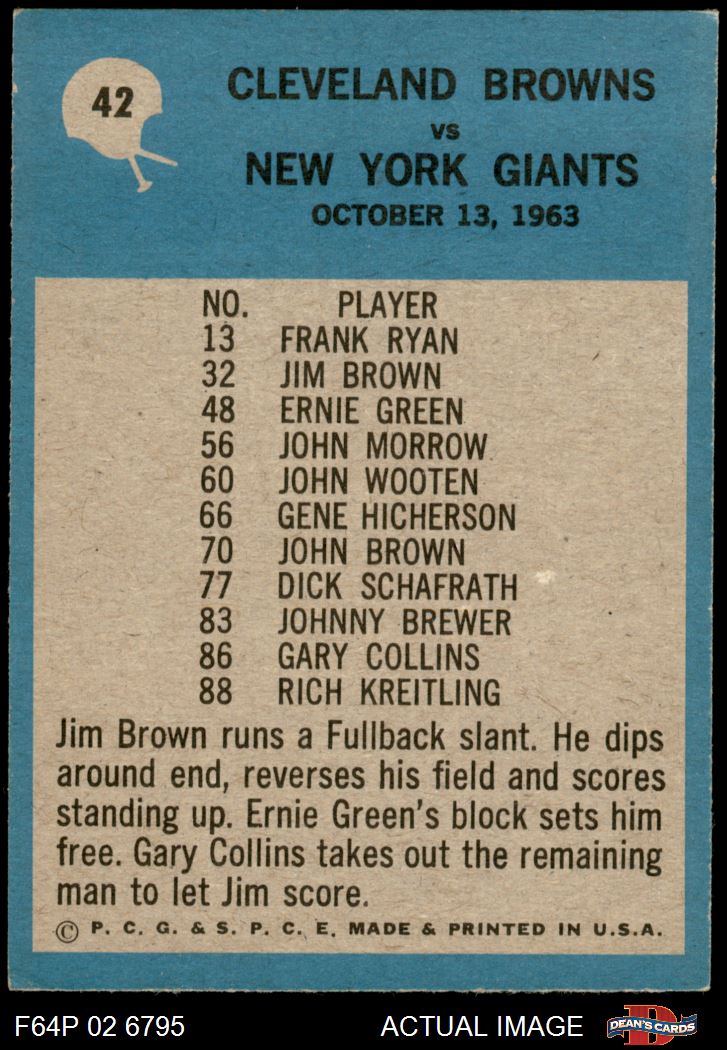 42
CLEVELAND BROWNS
VS
NEW YORK GIANTS
OCTOBER 13, 1963
NO. PLAYER
13 FRANK RYAN
32 JIM BROWN
48 ERNIE GREEN
56 JOHN MORROW
60 JOHN WOOTEN
66 GENE HICHERSON
70 JOHN BROWN
77 DICK SCHAFRATH
83 JOHNNY BREWER
86 GARY COLLINS
88 RICH KREITLING
Jim Brown runs a Fullback slant. He dips
around end, reverses his field and scores
standing up. Ernie Green's block sets him
free. Gary Collins takes out the remaining
man to let Jim score.
© P. C. G. & S. P. C. E. MADE & PRINTED IN U.S.A.
F64P 02 6795 ACTUAL IMAGE D DEAN'S CARDS